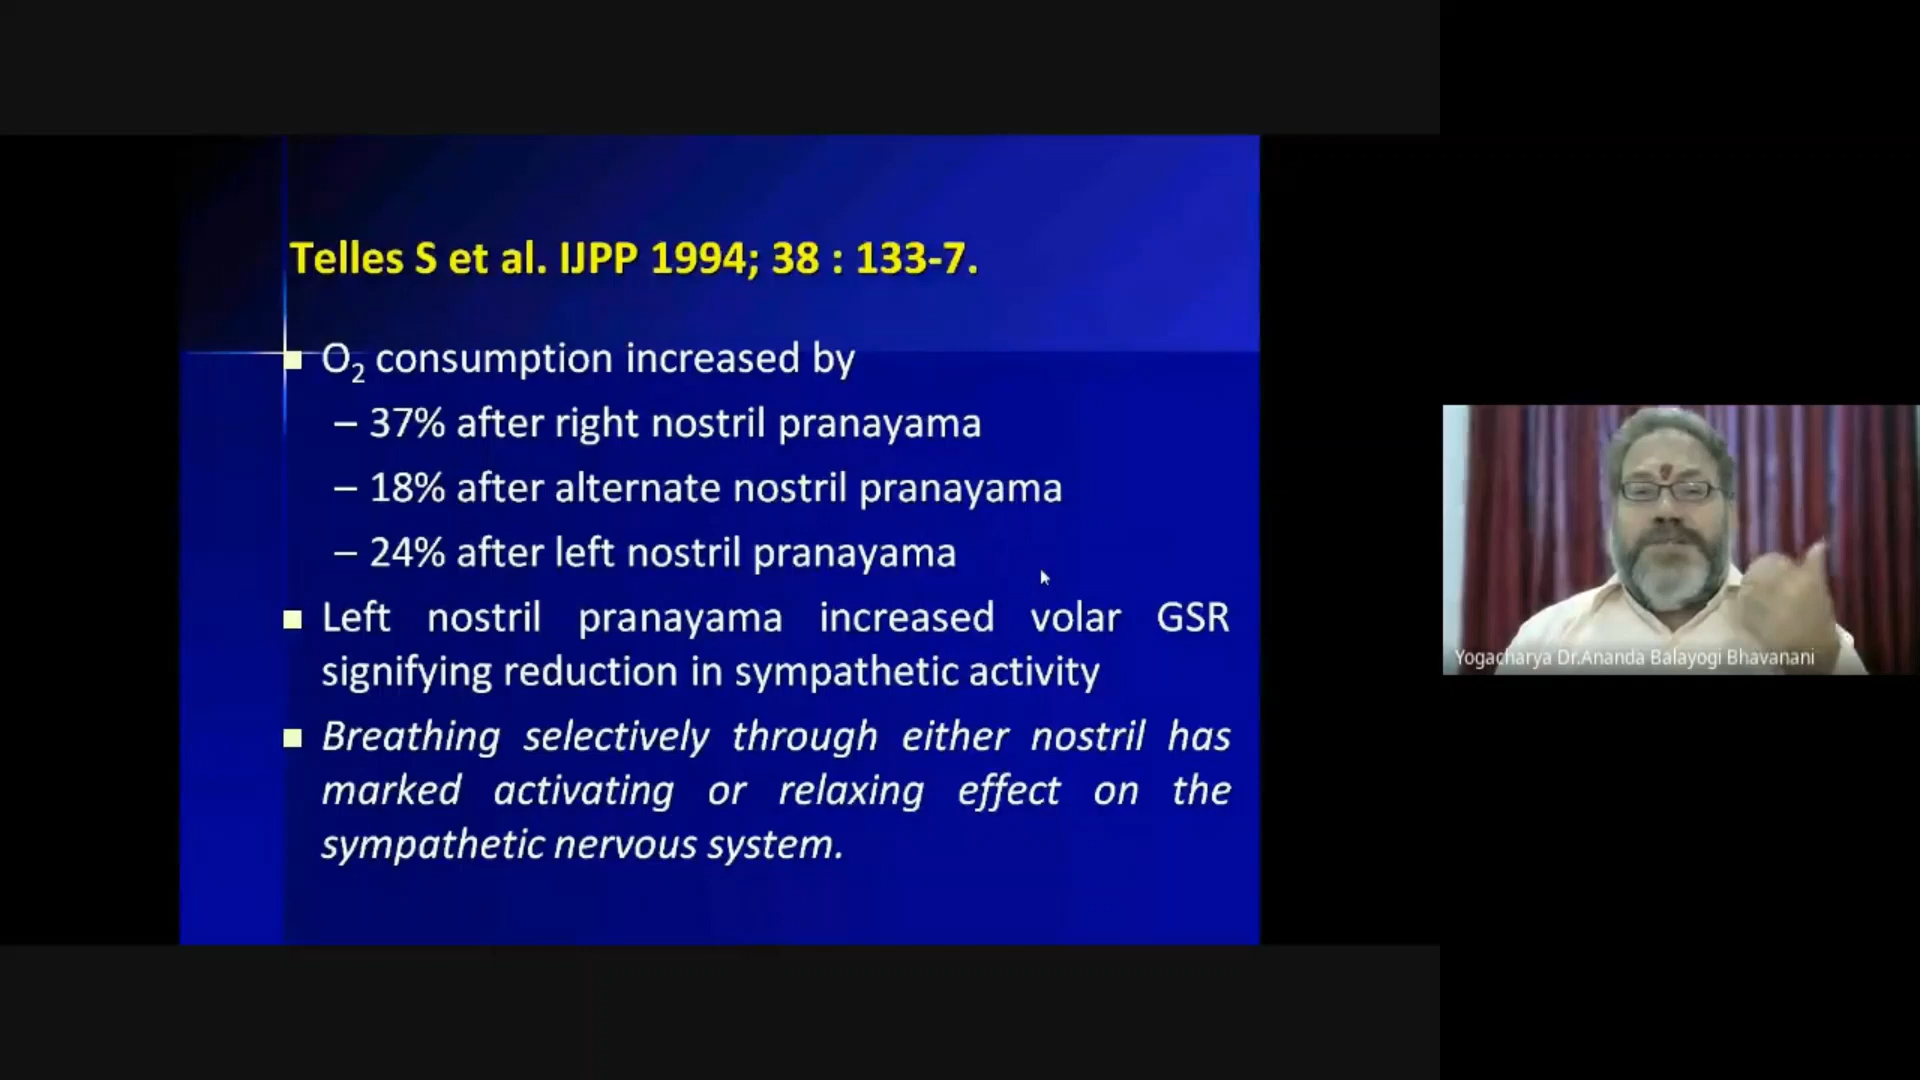 Telles S et al. IJPP 1994; 38 : 133-7.
■ O₂ consumption increased by
– 37% after right nostril pranayama
– 18% after alternate nostril pranayama
– 24% after left nostril pranayama
■ Left nostril pranayama increased volar GSR
signifying reduction in sympathetic activity
■ Breathing selectively through either nostril has
marked activating or relaxing effect on the
sympathetic nervous system.
Yogacharya Dr.Ananda Balayogi Bhavanani